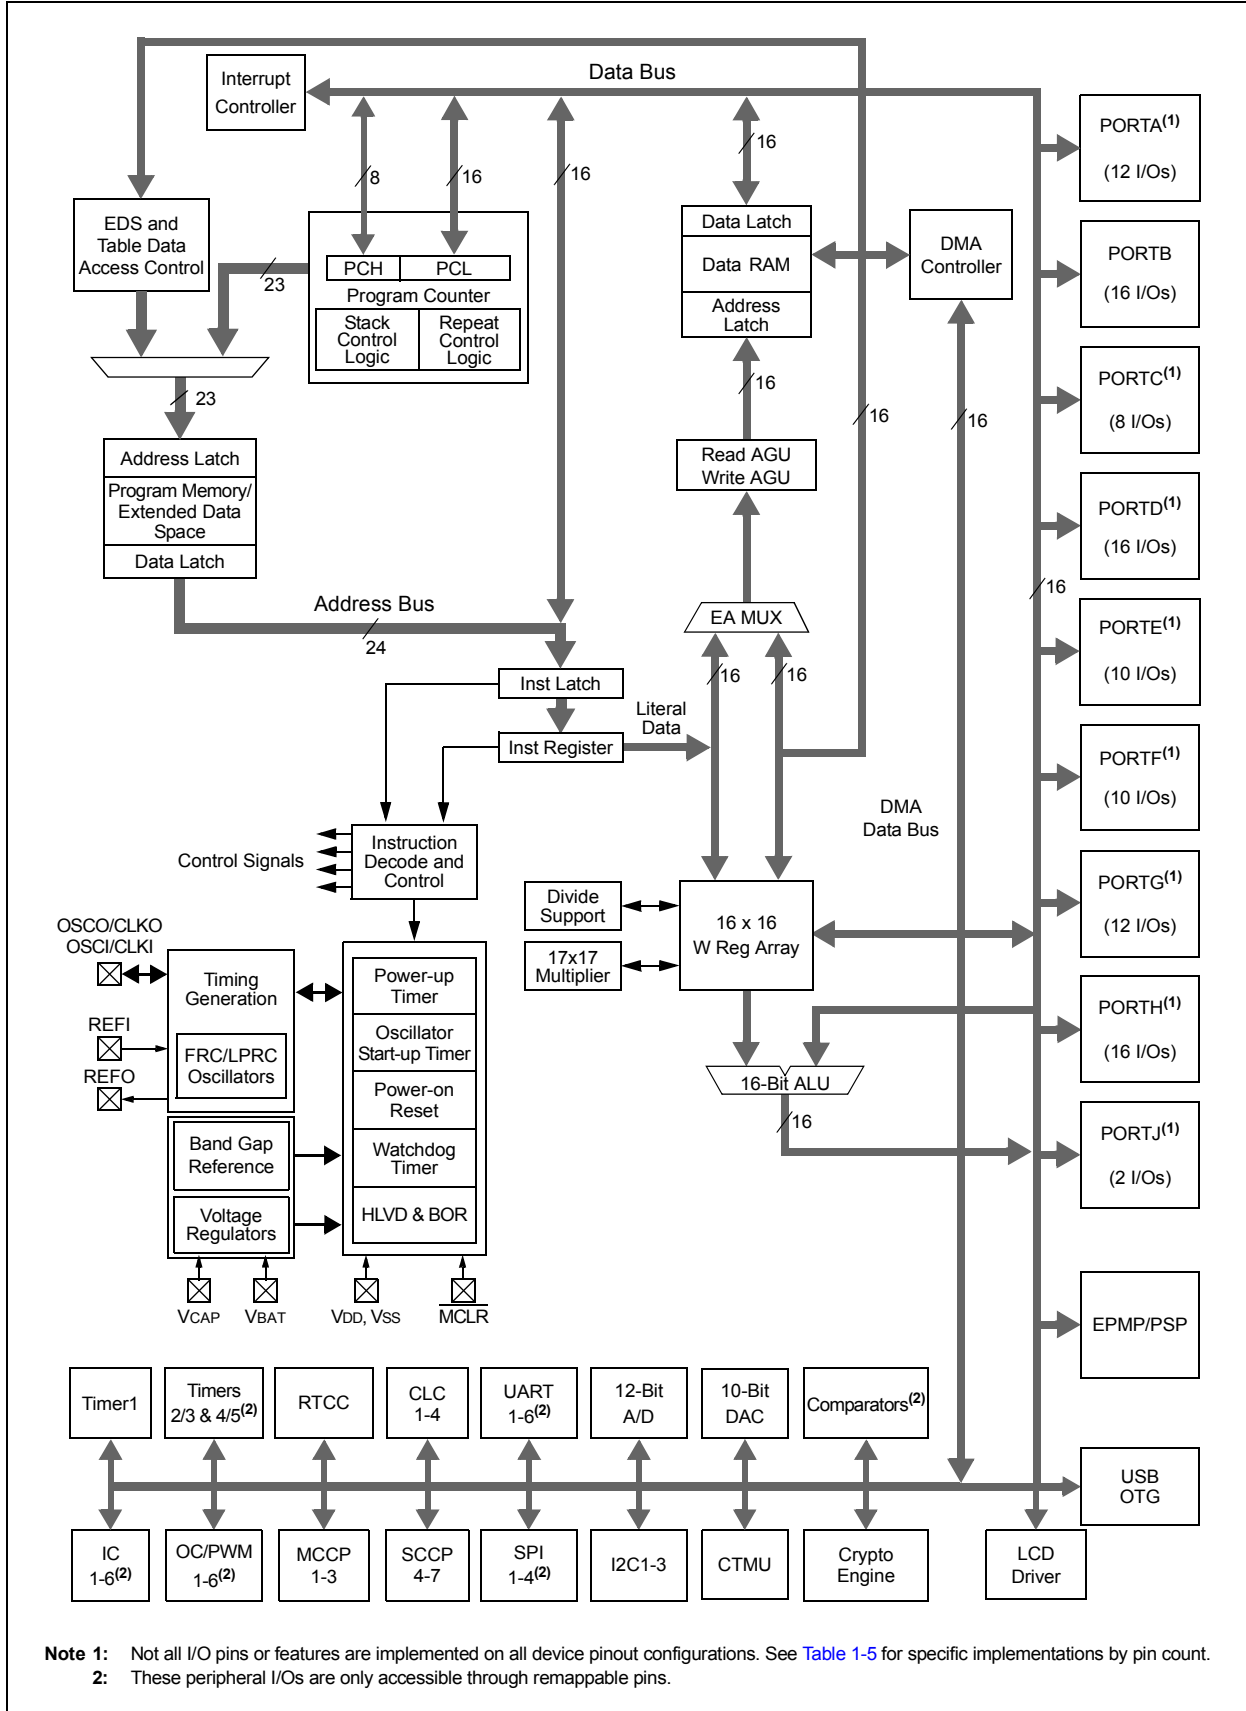 Data Bus
Interrupt
Controller
8
16
16
16
PORTA(1)
(12 I/Os)
EDS and
Table Data
Access Control
23
PCH
PCL
Program Counter
Stack
Control
Logic
Repeat
Control
Logic
Data Latch
Data RAM
Address
Latch
DMA
Controller
PORTB
(16 I/Os)
23
16
16
16
PORTC(1)
(8 I/Os)
Address Latch
Program Memory/
Extended Data
Space
Data Latch
Read AGU
Write AGU
PORTD(1)
(16 I/Os)
16
Address Bus
24
EA MUX
16
16
PORTE(1)
(10 I/Os)
Inst Latch
Inst Register
Literal
Data
PORTF(1)
(10 I/Os)
DMA
Data Bus
Control Signals
Instruction
Decode and
Control
Divide
Support
17x17
Multiplier
16 x 16
W Reg Array
PORTG(1)
(12 I/Os)
OSCO/CLKO
OSCI/CLKI
Timing
Generation
REFI
FRC/LPRC
Oscillators
REFO
Power-up
Timer
Oscillator
Start-up Timer
Power-on
Reset
Watchdog
Timer
HLVD & BOR
PORTH(1)
(16 I/Os)
16-Bit ALU
16
PORTJ(1)
(2 I/Os)
Band Gap
Reference
Voltage
Regulators
VCAP
VBAT
VDD, VSS
MCLR
EPMP/PSP
Timer1
Timers
2/3 & 4/5(2)
RTCC
CLC
1-4
UART
1-6(2)
12-Bit
A/D
10-Bit
DAC
Comparators(2)
USB
OTG
IC
1-6(2)
OC/PWM
1-6(2)
MCCP
1-3
SCCP
4-7
SPI
1-4(2)
I2C1-3
CTMU
Crypto
Engine
LCD
Driver
Note 1: Not all I/O pins or features are implemented on all device pinout configurations. See Table 1-5 for specific implementations by pin count.
2: These peripheral I/Os are only accessible through remappable pins.